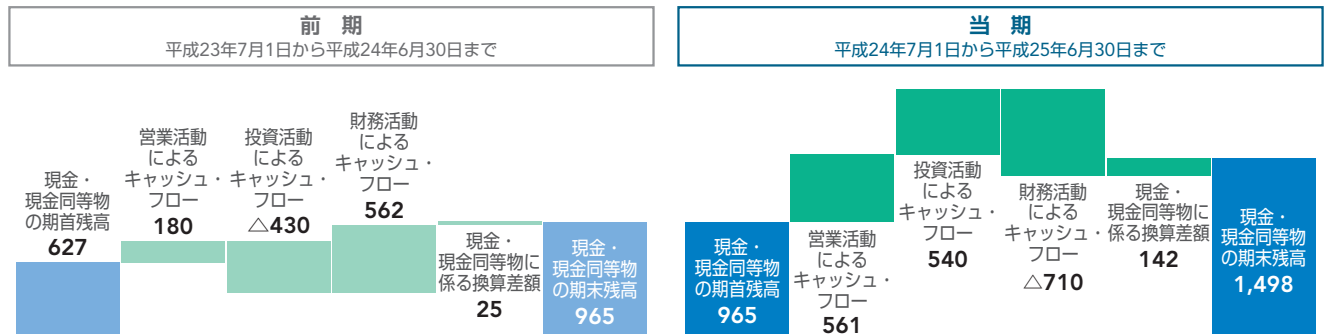 前 期
平成23年7月1日から平成24年6月30日まで
現金・
現金同等物
の期首残高
627
営業活動
による
キャッシュ・
フロー
180
投資活動
による
キャッシュ・
フロー
△430
財務活動
による
キャッシュ・
フロー
562
現金・
現金同等物に
係る換算差額
25
現金・
現金同等物
の期末残高
965
当 期
平成24年7月1日から平成25年6月30日まで
現金・
現金同等物
の期首残高
965
営業活動
による
キャッシュ・
フロー
561
投資活動
による
キャッシュ・
フロー
540
財務活動
による
キャッシュ・
フロー
△710
現金・
現金同等物に
係る換算差額
142
現金・
現金同等物
の期末残高
1,498